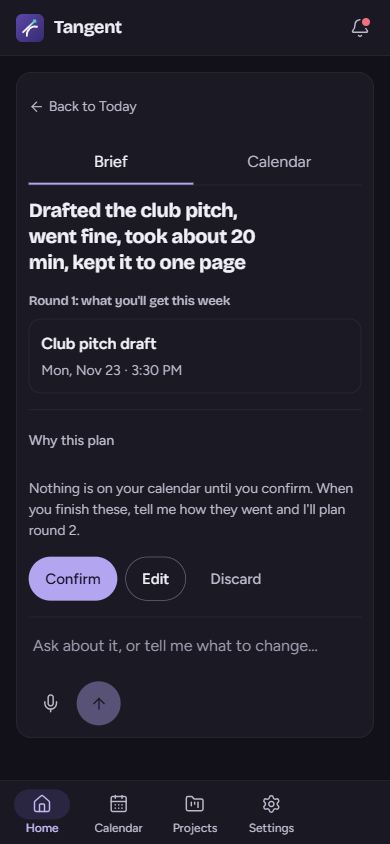 Tangent
Back to Today
Brief
Calendar
Drafted the club pitch,
went fine, took about 20
min, kept it to one page
Round 1: what you'll get this week
Club pitch draft
Mon, Nov 23 · 3:30 PM
Why this plan
Nothing is on your calendar until you confirm. When
you finish these, tell me how they went and I'll plan
round 2.
Confirm
Edit
Discard
Ask about it, or tell me what to change...
Home
Calendar
Projects
Settings